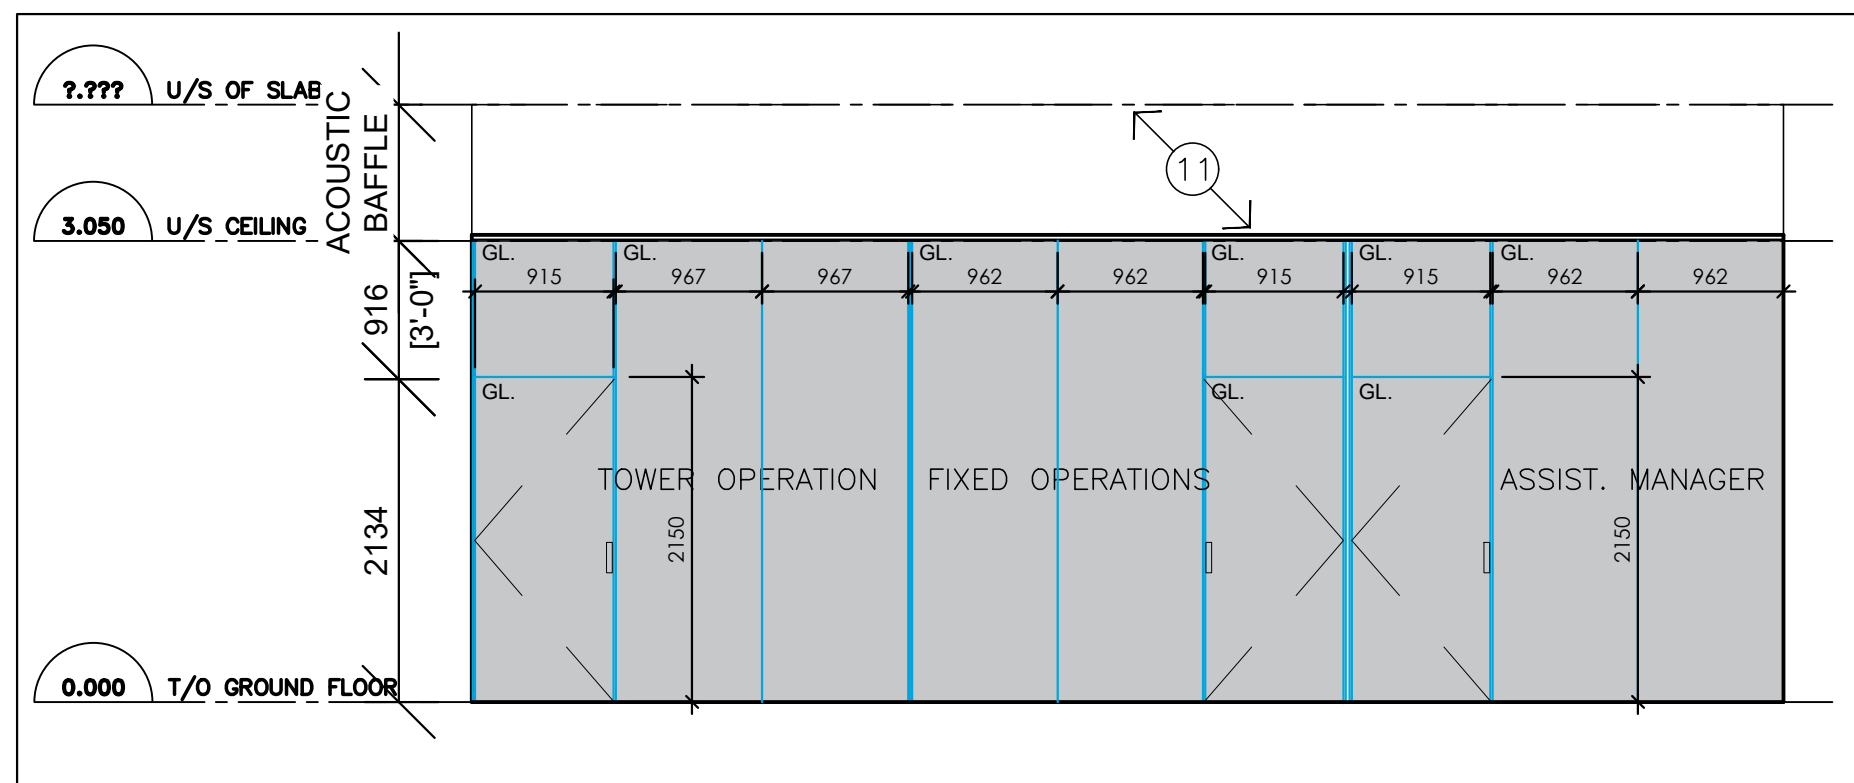 ?.???
U/S OF SLAB
ACOUSTIC
BAFFLE
11
3.050
U/S CEILING
916
[3'-0"]
GL.
GL.
GL.
GL.
GL.
GL.
915
967
967
962
962
915
915
962
962
GL.
GL.
GL.
TOWER OPERATION
FIXED OPERATIONS
ASSIST. MANAGER
2134
2150
2150
0.000
T/O GROUND FLOOR